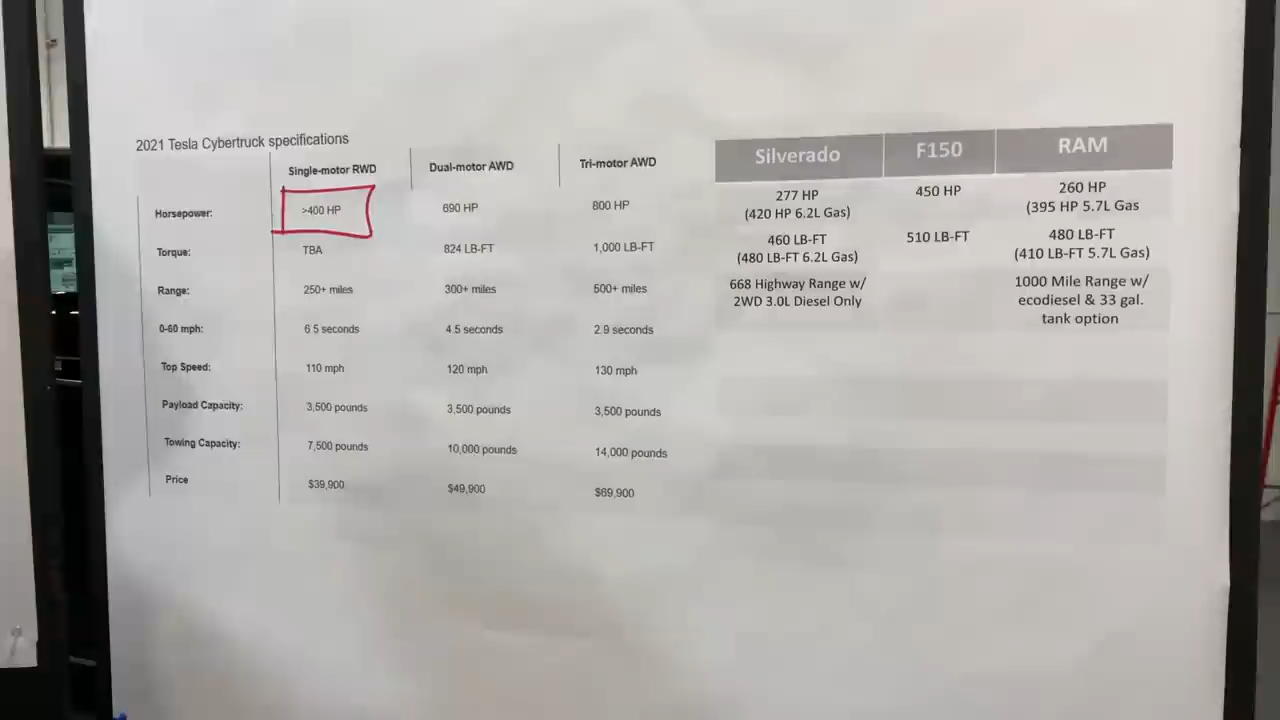 2021 Tesla Cybertruck specifications
Single-motor RWD Dual-motor AWD Tri-motor AWD
Horsepower: >400 HP 690 HP 800 HP
Torque: TBA 824 LB-FT 1,000 LB-FT
Range: 250+ miles 300+ miles 500+ miles
0-60 mph: 6.5 seconds 4.5 seconds 2.9 seconds
Top Speed: 110 mph 120 mph 130 mph
Payload Capacity: 3,500 pounds 3,500 pounds 3,500 pounds
Towing Capacity: 7,500 pounds 10,000 pounds 14,000 pounds
Price $39,900 $49,900 $69,900
Silverado F150 RAM
277 HP 450 HP 260 HP
(420 HP 6.2L Gas) (395 HP 5.7L Gas
460 LB-FT 510 LB-FT 480 LB-FT
(480 LB-FT 6.2L Gas) (410 LB-FT 5.7L Gas)
668 Highway Range w/ 1000 Mile Range w/
2WD 3.0L Diesel Only ecodiesel & 33 gal.
tank option